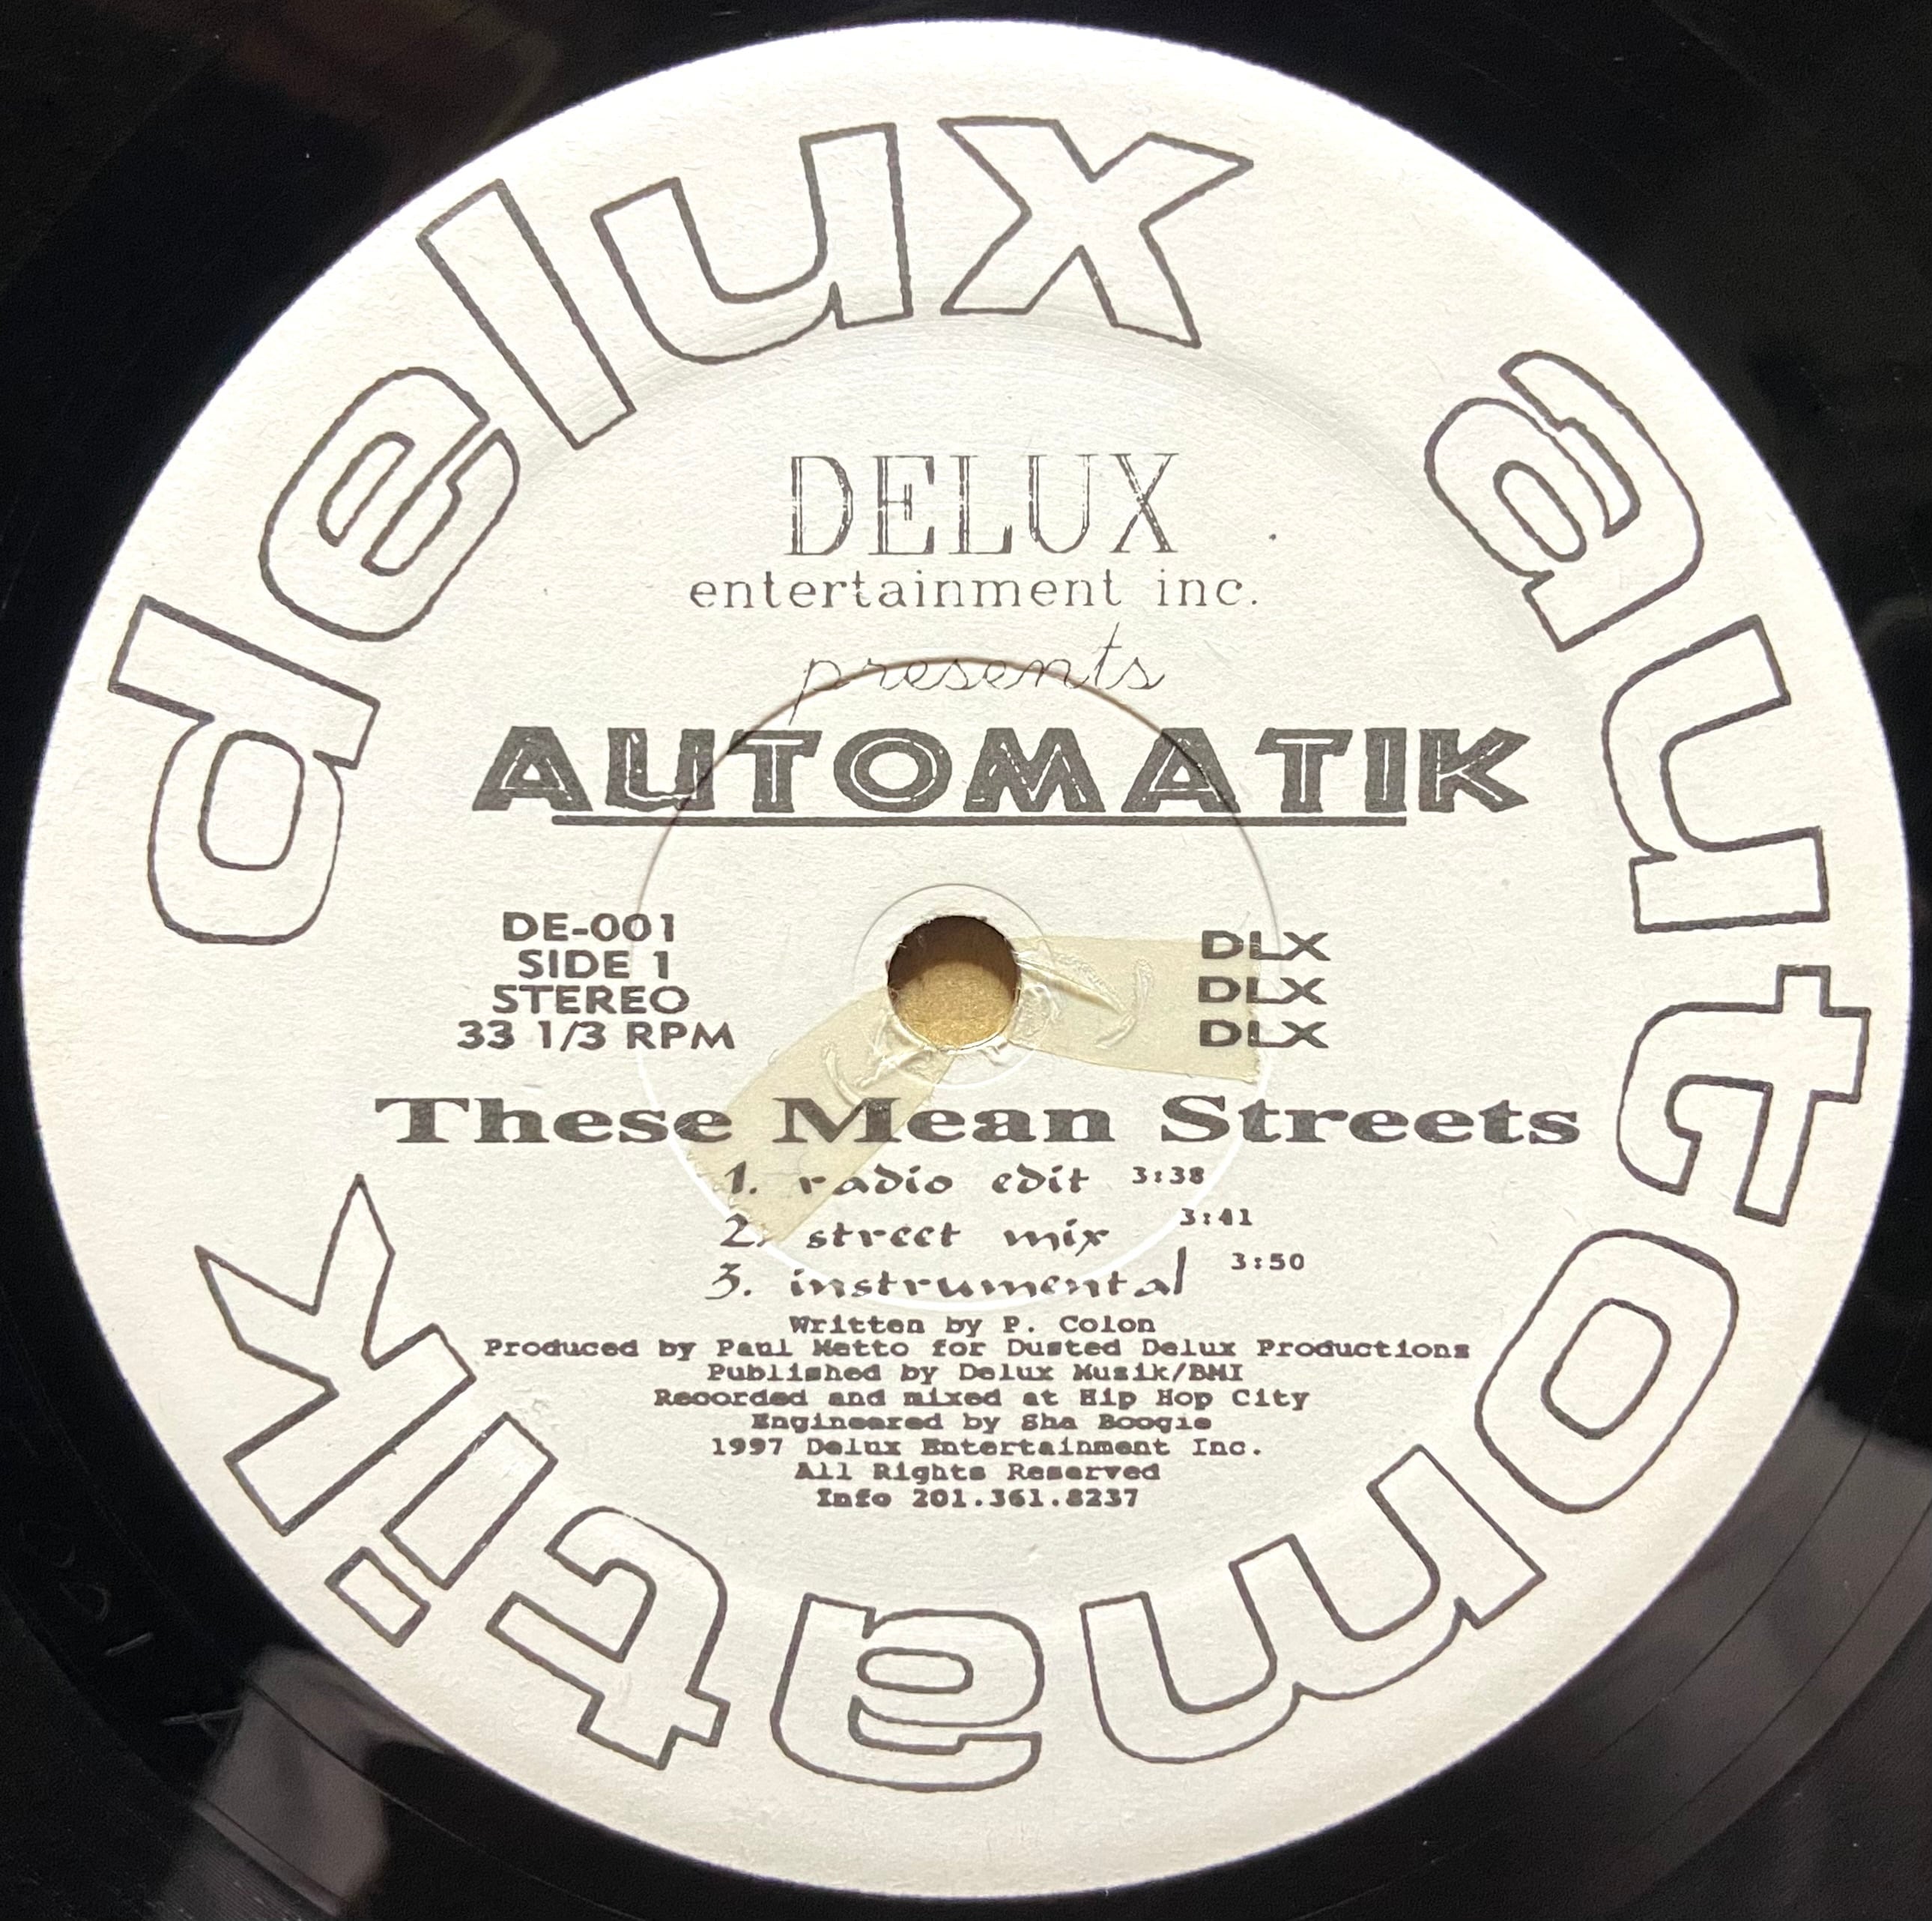 delux automatik
DELUX
entertainment inc.
presents
AUTOMATIK
DE-001
SIDE 1
STEREO
33 1/3 RPM
DLX
DLX
DLX
These Mean Streets
1. radio edit 3:38
2. street mix 3:41
3. instrumental 3:50
Written by P. Colon
Produced by Paul Metto for Dusted Delux Productions
Published by Delux Musik/BMI
Recorded and mixed at Hip Hop City
Engineered by Sha Boogie
1997 Delux Entertainment Inc.
All Rights Reserved
Info 201.361.8237